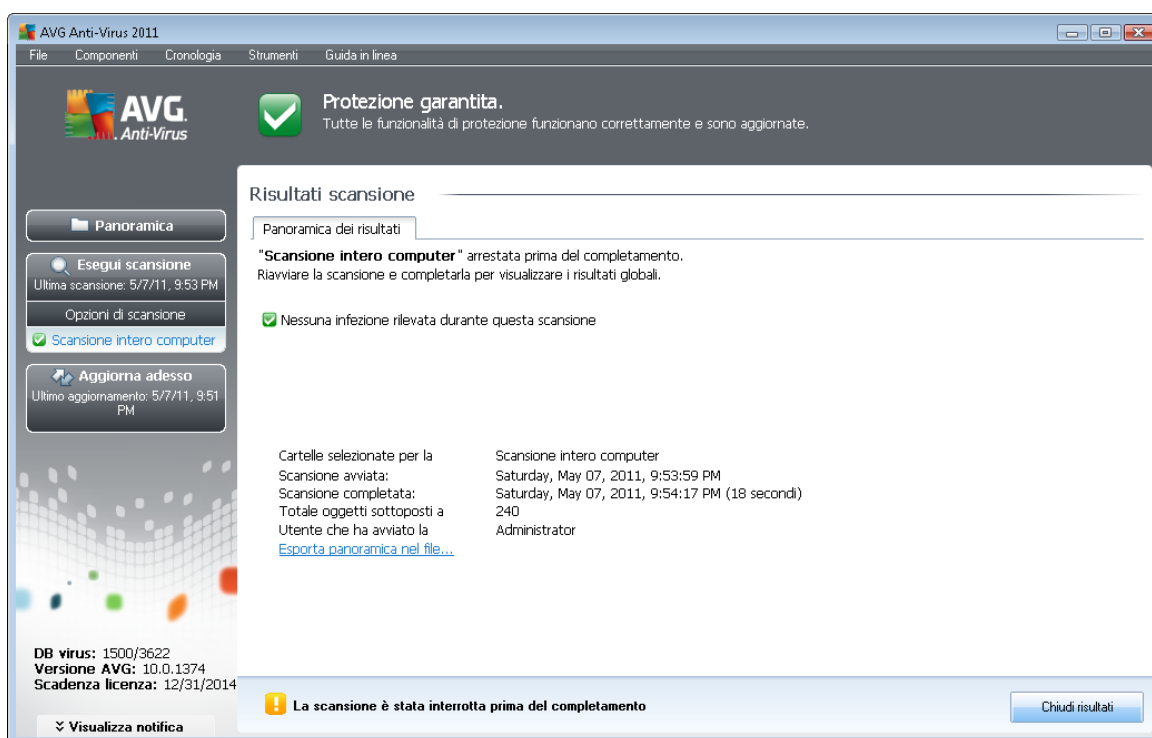 AVG Anti-Virus 2011
File Componenti Cronologia Strumenti Guida in linea
AVG.
Anti-Virus
Protezione garantita.
Tutte le funzionalità di protezione funzionano correttamente e sono aggiornate.
Panoramica
Esegui scansione
Ultima scansione: 5/7/11, 9:53 PM
Opzioni di scansione
Scansione intero computer
Aggiorna adesso
Ultimo aggiornamento: 5/7/11, 9:51
PM
DB virus: 1500/3622
Versione AVG: 10.0.1374
Scadenza licenza: 12/31/2014
Visualizza notifica
Risultati scansione
Panoramica dei risultati
"Scansione intero computer" arrestata prima del completamento.
Riavviare la scansione e completarla per visualizzare i risultati globali.
Nessuna infezione rilevata durante questa scansione
Cartelle selezionate per la Scansione intero computer
Scansione avviata: Saturday, May 07, 2011, 9:53:59 PM
Scansione completata: Saturday, May 07, 2011, 9:54:17 PM (18 secondi)
Totale oggetti sottoposti a 240
Utente che ha avviato la Administrator
Esporta panoramica nel file...
La scansione è stata interrotta prima del completamento
Chiudi risultati